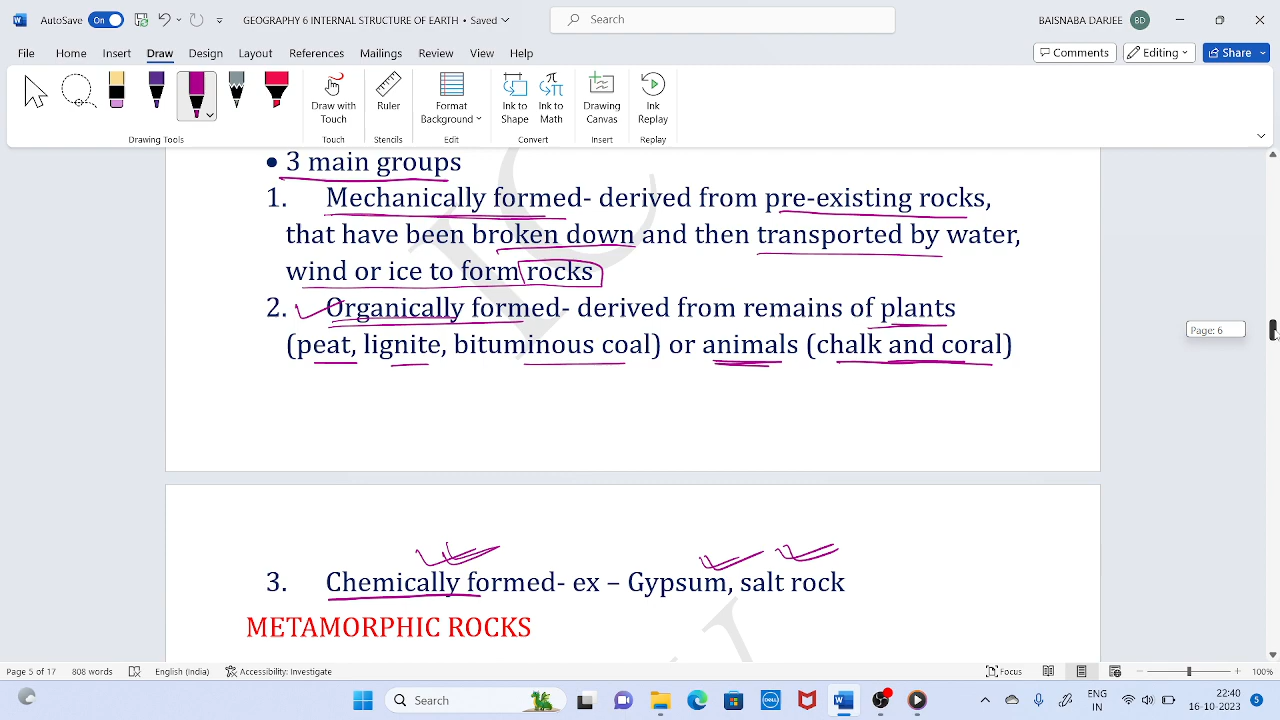 AutoSave On GEOGRAPHY 6 INTERNAL STRUCTURE OF EARTH • Saved Search BAISNABA DARJEE BD
File Home Insert Draw Design Layout References Mailings Review View Help Comments Editing Share
Draw with Touch Ruler Format Background Ink to Shape Ink to Math Drawing Canvas Ink Replay
Drawing Tools Touch Stencils Edit Convert Insert Replay
• 3 main groups
1. Mechanically formed- derived from pre-existing rocks,
that have been broken down and then transported by water,
wind or ice to form rocks
2. Organically formed- derived from remains of plants
(peat, lignite, bituminous coal) or animals (chalk and coral)
Page: 6
3. Chemically formed- ex – Gypsum, salt rock
METAMORPHIC ROCKS
Page 5 of 17 808 words English (India) Accessibility: Investigate Focus 100%
Search ENG IN 22:40 16-10-2023 5